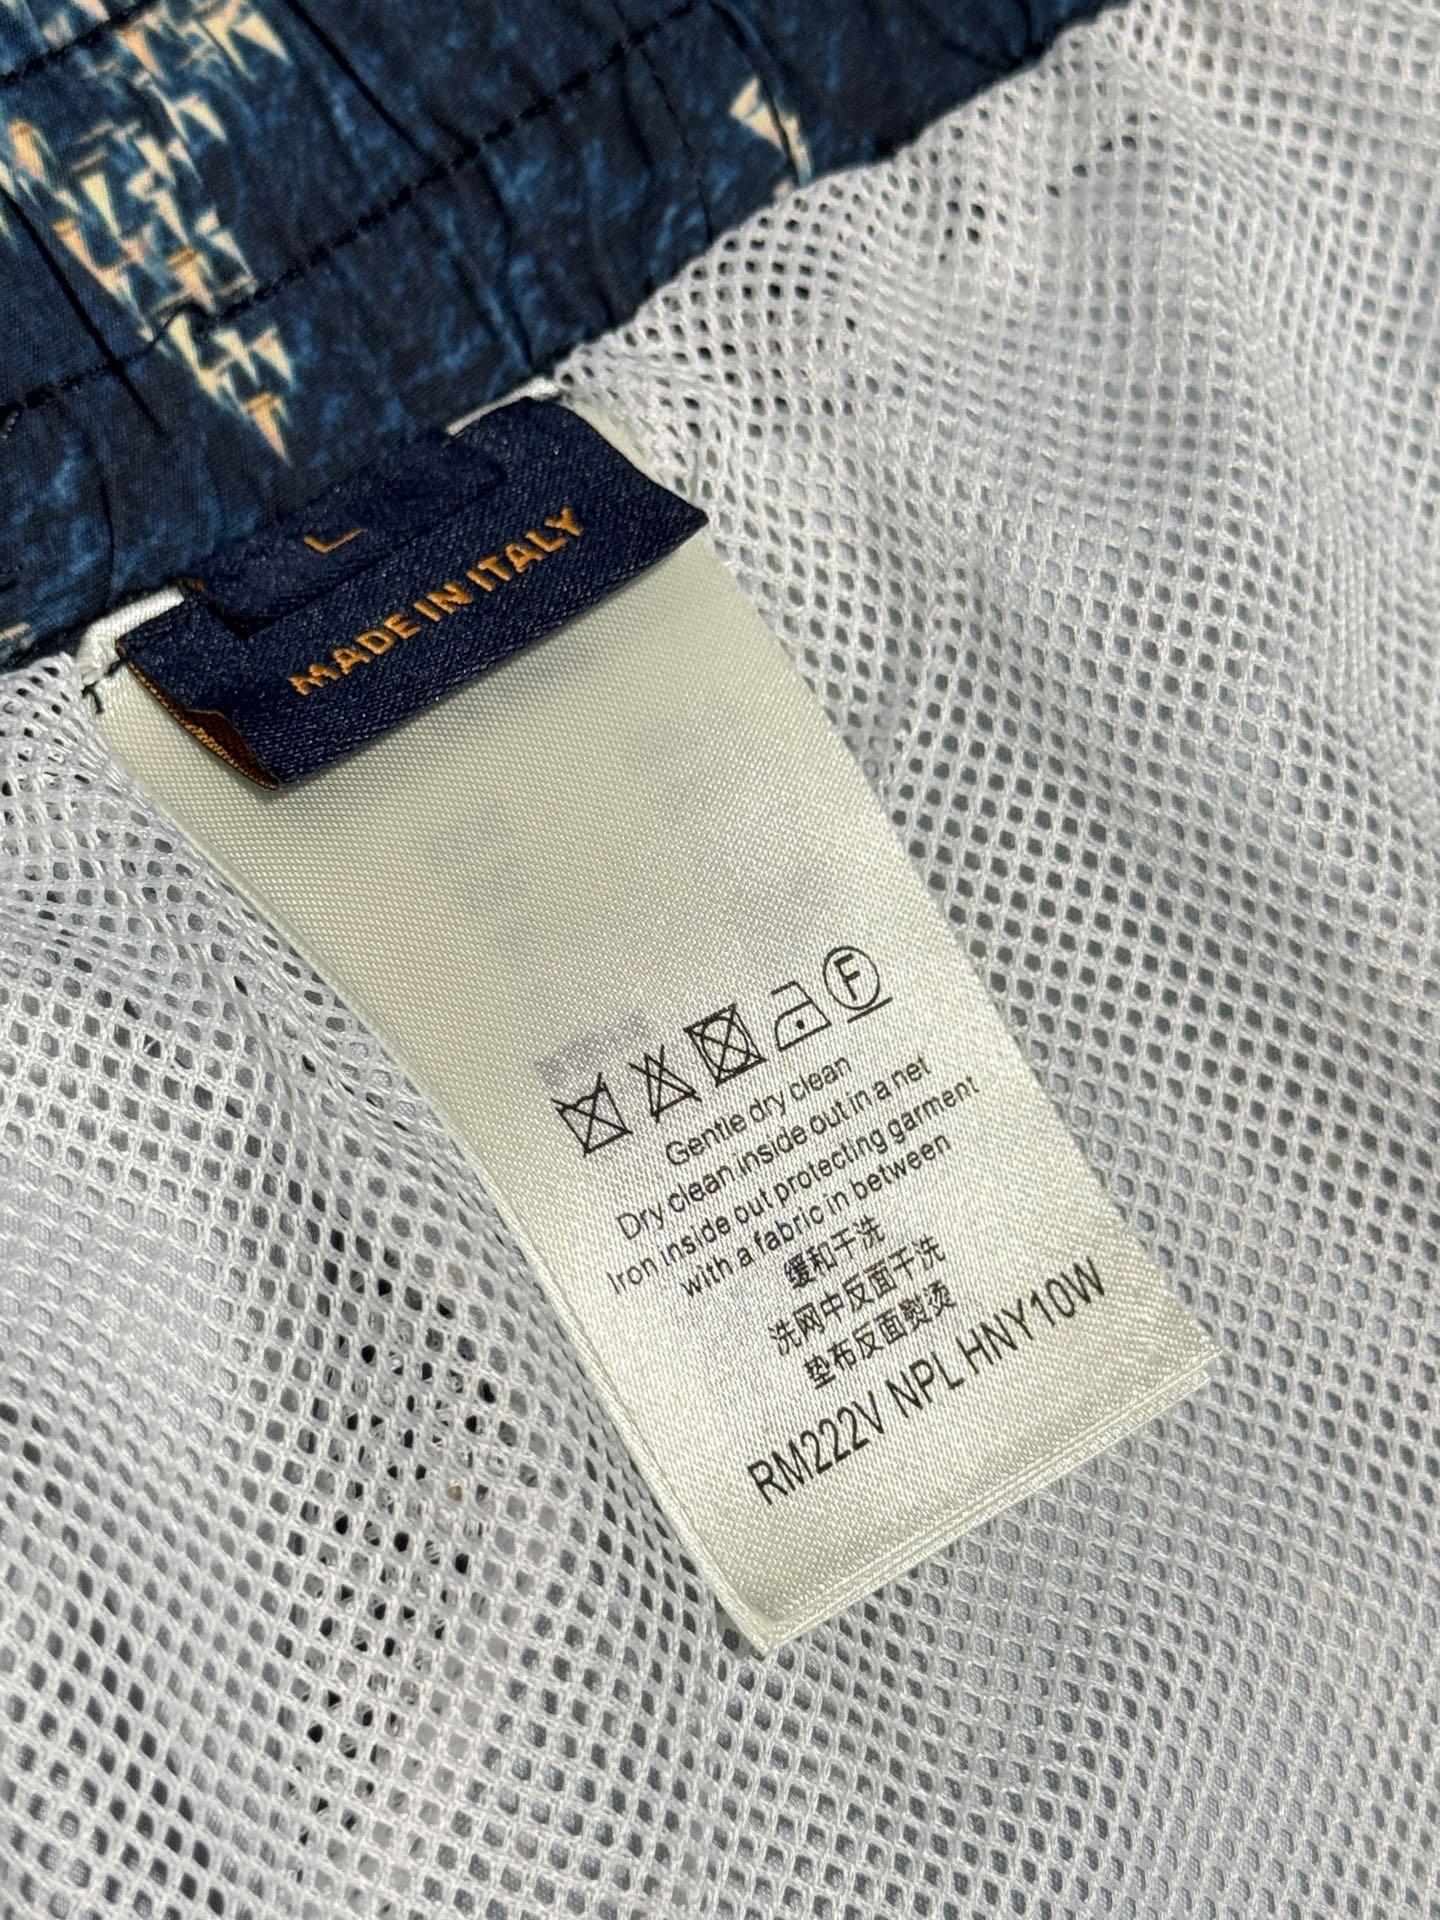 L
MADE IN ITALY
F
Gentle dry clean
Dry clean inside out in a net
Iron inside out protecting garment
with a fabric in between
缓和干洗
洗网中反面干洗
垫布反面熨烫
RM222V NPL HNY10W